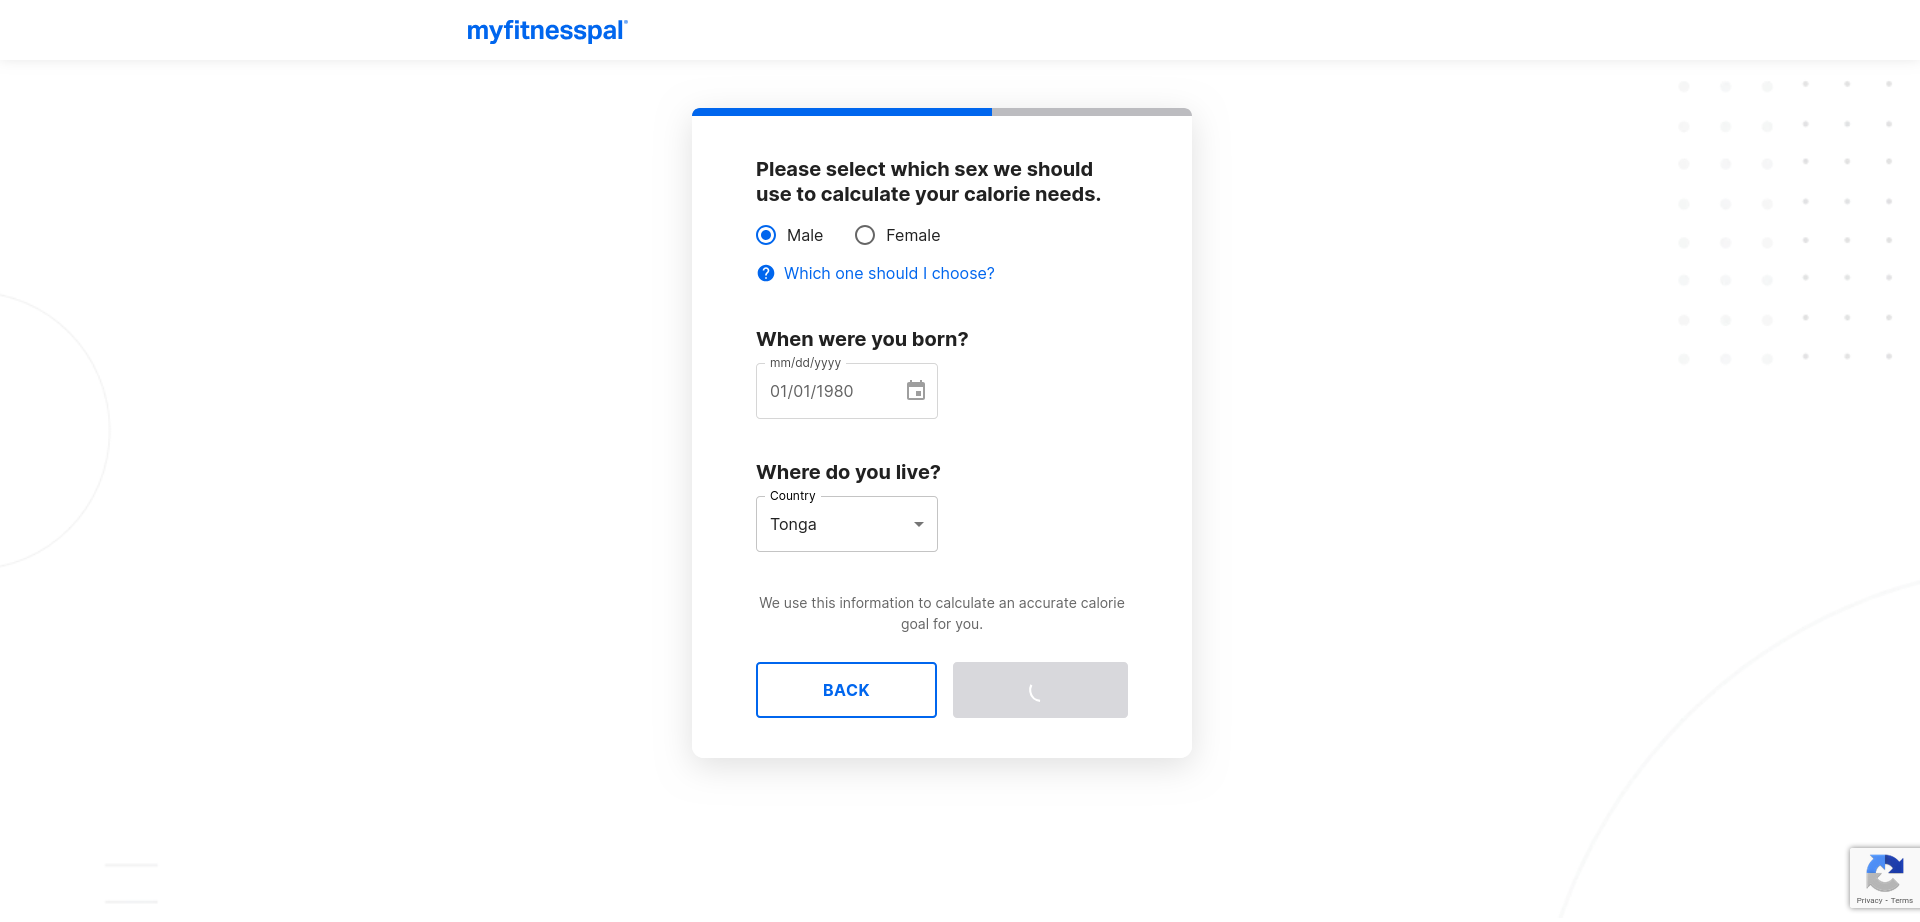 myfitnesspal
Please select which sex we should
use to calculate your calorie needs.
Male Female
Which one should I choose?
When were you born?
mm/dd/yyyy
01/01/1980
Where do you live?
Country
Tonga
We use this information to calculate an accurate calorie
goal for you.
BACK
Privacy - Terms